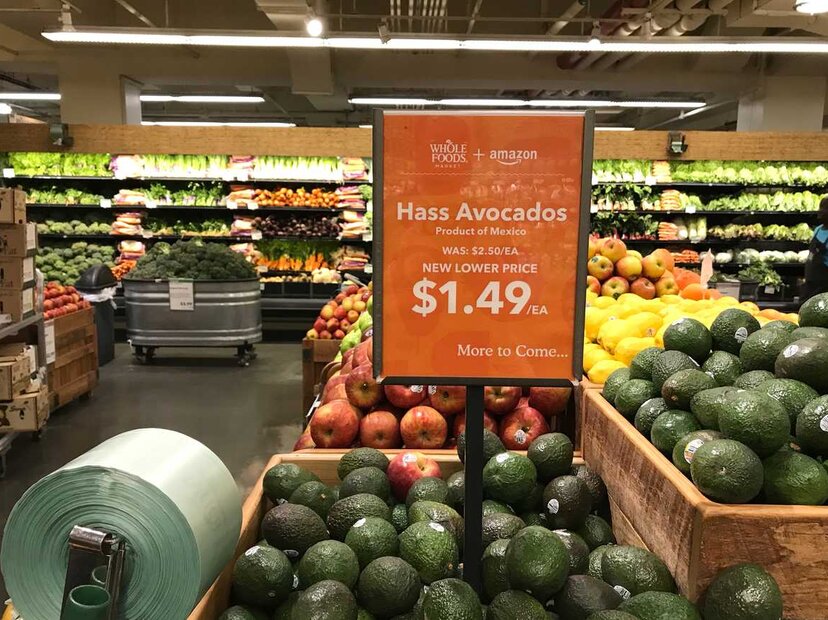 WHOLE
FOODS
MARKET
+ amazon
Hass Avocados
Product of Mexico
WAS: $2.50/EA
NEW LOWER PRICE
$1.49/EA
More to Come...